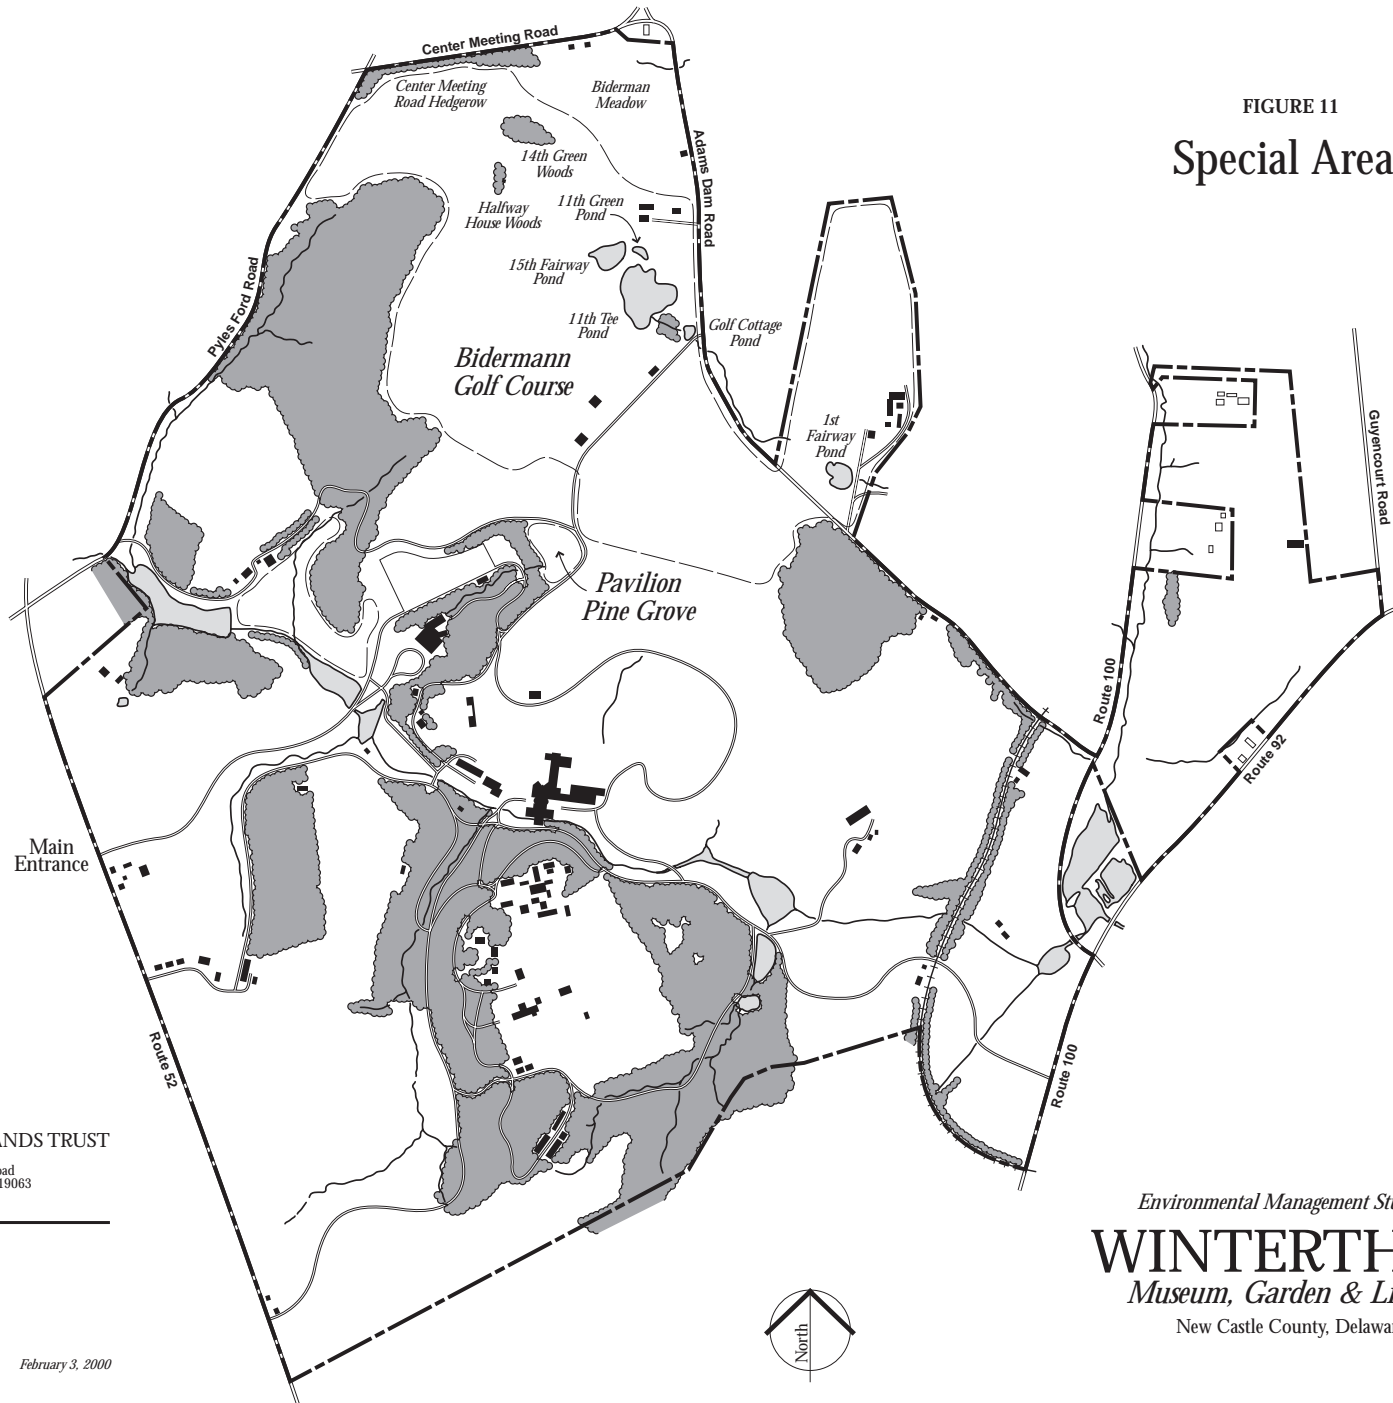 Center Meeting Road
Center Meeting
Road Hedgerow
Biderman
Meadow
FIGURE 11
Special Area
14th Green
Woods
Adams Dam Road
Halfway
House Woods
11th Green
Pond
15th Fairway
Pond
Pyles Ford Road
11th Tee
Pond
Golf Cottage
Pond
Bidermann
Golf Course
1st
Fairway
Pond
Guyencourt Road
Pavilion
Pine Grove
Route 100
Route 92
Main
Entrance
Route 52
Route 100
ANDS TRUST
oad
19063
Environmental Management St
WINTERTH
Museum, Garden & Li
New Castle County, Delawa
North
February 3, 2000